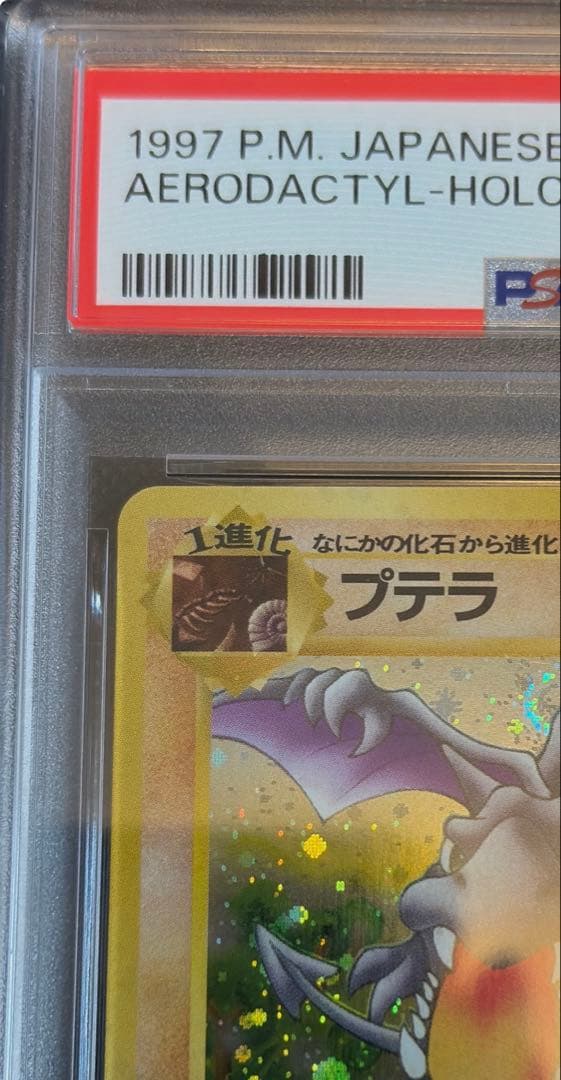 1997 P.M. JAPANESE
AERODACTYL-HOLO
PS
1進化
なにかの化石から進化
プテラ